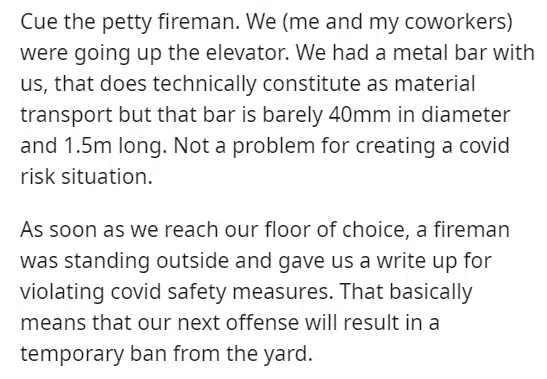 Cue the petty fireman. We (me and my coworkers)
were going up the elevator. We had a metal bar with
us, that does technically constitute as material
transport but that bar is barely 40mm in diameter
and 1.5m long. Not a problem for creating a covid
risk situation.
As soon as we reach our floor of choice, a fireman
was standing outside and gave us a write up for
violating covid safety measures. That basically
means that our next offense will result in a
temporary ban from the yard.